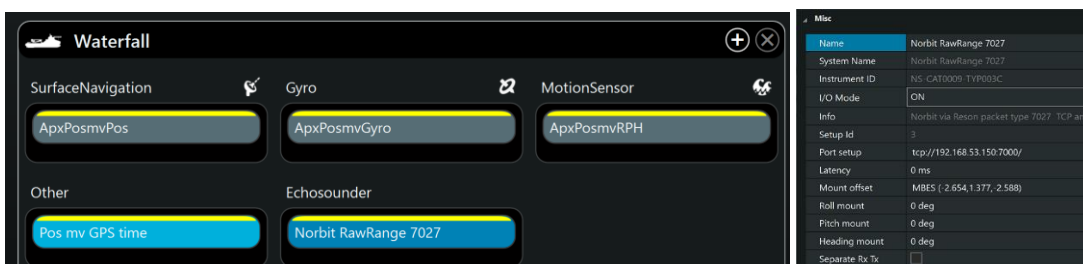 Waterfall
SurfaceNavigation
Gyro
MotionSensor
ApxPosmvPos
ApxPosmvGyro
ApxPosmvRPH
Other
Echosounder
Pos mv GPS time
Norbit RawRange 7027
Misc
Name Norbit RawRange 7027
System Name Norbit RawRange 7027
Instrument ID NS-CAT0009-TYP003C
I/O Mode ON
Info Norbit via Reson packet type 7027 TCP an
Setup Id 3
Port setup tcp://192.168.53.150:7000/
Latency 0 ms
Mount offset MBES (-2.654,1.377,-2.588)
Roll mount 0 deg
Pitch mount 0 deg
Heading mount 0 deg
Separate Rx Tx